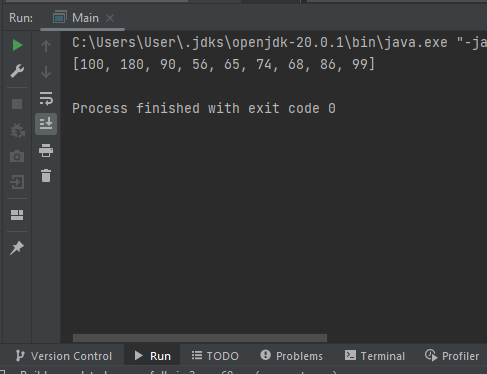 Run: Main
C:\Users\User\.jdks\openjdk-20.0.1\bin\java.exe "-ja
[100, 180, 90, 56, 65, 74, 68, 86, 99]
Process finished with exit code 0
Version Control Run TODO Problems Terminal Profiler